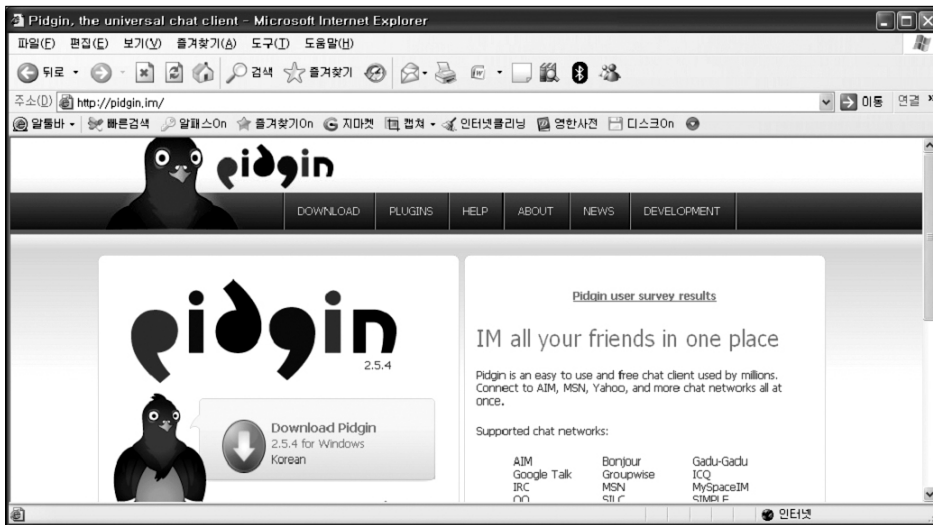 Pidgin, the universal chat client - Microsoft Internet Explorer
파일(F) 편집(E) 보기(V) 즐겨찾기(A) 도구(T) 도움말(H)
뒤로 검색 즐겨찾기
주소(D) http://pidgin.im/ 이동 연결 »
알툴바 빠른검색 알패스On 즐겨찾기On 지마켓 캡쳐 인터넷클리닝 영한사전 디스크On
pidgin
DOWNLOAD PLUGINS HELP ABOUT NEWS DEVELOPMENT
pidgin
2.5.4
Download Pidgin
2.5.4 for Windows
Korean
Pidgin user survey results
IM all your friends in one place
Pidgin is an easy to use and free chat client used by millions.
Connect to AIM, MSN, Yahoo, and more chat networks all at
once.
Supported chat networks:
AIM Bonjour Gadu-Gadu
Google Talk Groupwise ICQ
IRC MSN MySpaceIM
QQ SILC SIMPLE
인터넷